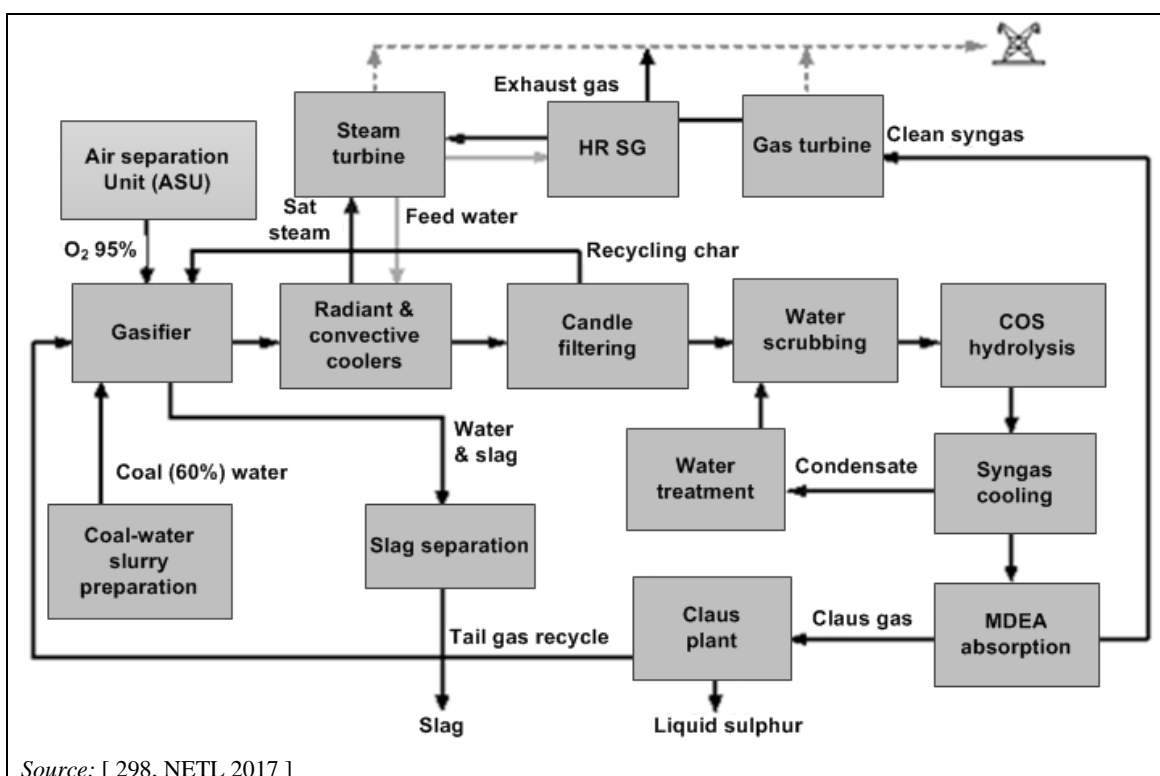 Exhaust gas
Steam
turbine
HR SG
Gas turbine
Clean syngas
Air separation
Unit (ASU)
Sat
steam
Feed water
O₂ 95%
Recycling char
Gasifier
Radiant &
convective
coolers
Candle
filtering
Water
scrubbing
COS
hydrolysis
Coal (60%) water
Water
& slag
Water
treatment
Condensate
Syngas
cooling
Coal-water
slurry
preparation
Slag separation
Tail gas recycle
Claus
plant
Claus gas
MDEA
absorption
Slag
Liquid sulphur
Source: [ 298, NETL 2017 ]